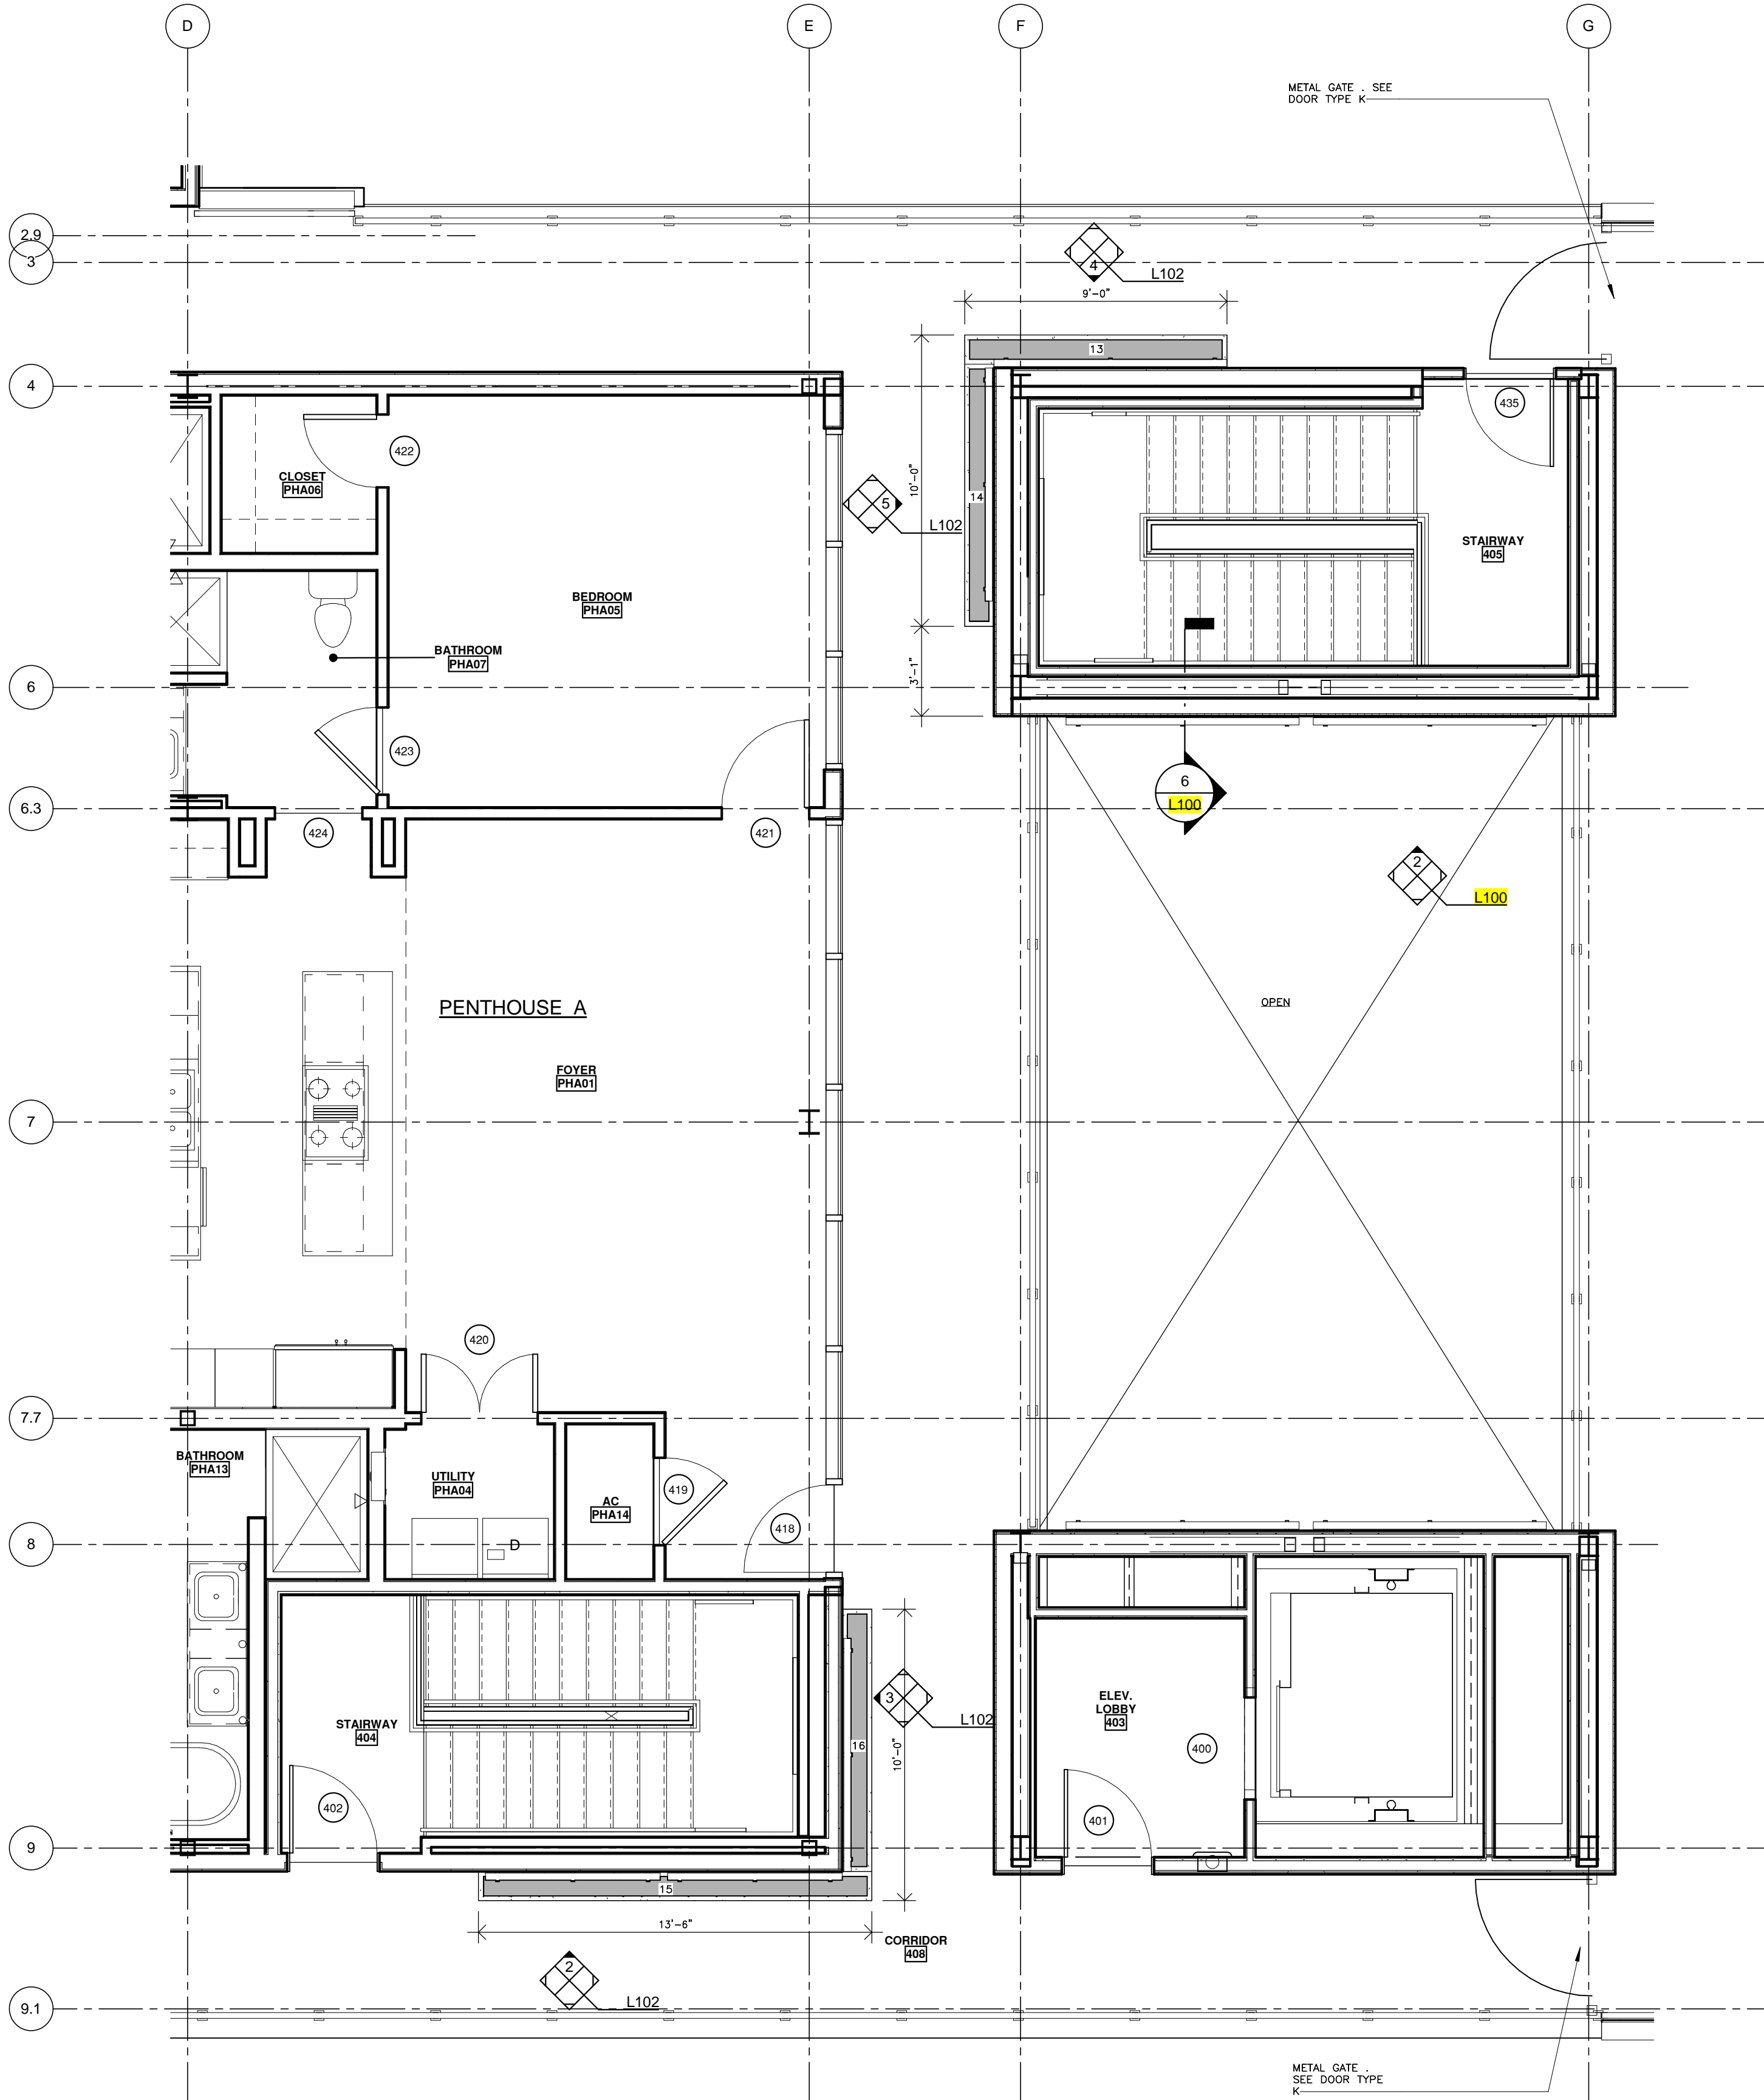 D
E
F
G
METAL GATE . SEE
DOOR TYPE K
2.9
3
4
L102
9'-0"
13
4
10'-0"
14
435
422
CLOSET
PHA06
5
L102
STAIRWAY
405
BEDROOM
PHA05
BATHROOM
PHA07
3'-1"
6
423
6
L100
6.3
424
421
2
L100
PENTHOUSE A
OPEN
FOYER
PHA01
7
420
7.7
BATHROOM
PHA13
UTILITY
PHA04
AC
PHA14
419
418
8
D
3
L102
10'-0"
16
ELEV.
LOBBY
403
STAIRWAY
404
400
402
401
9
15
13'-6"
CORRIDOR
408
2
L102
9.1
METAL GATE .
SEE DOOR TYPE
K